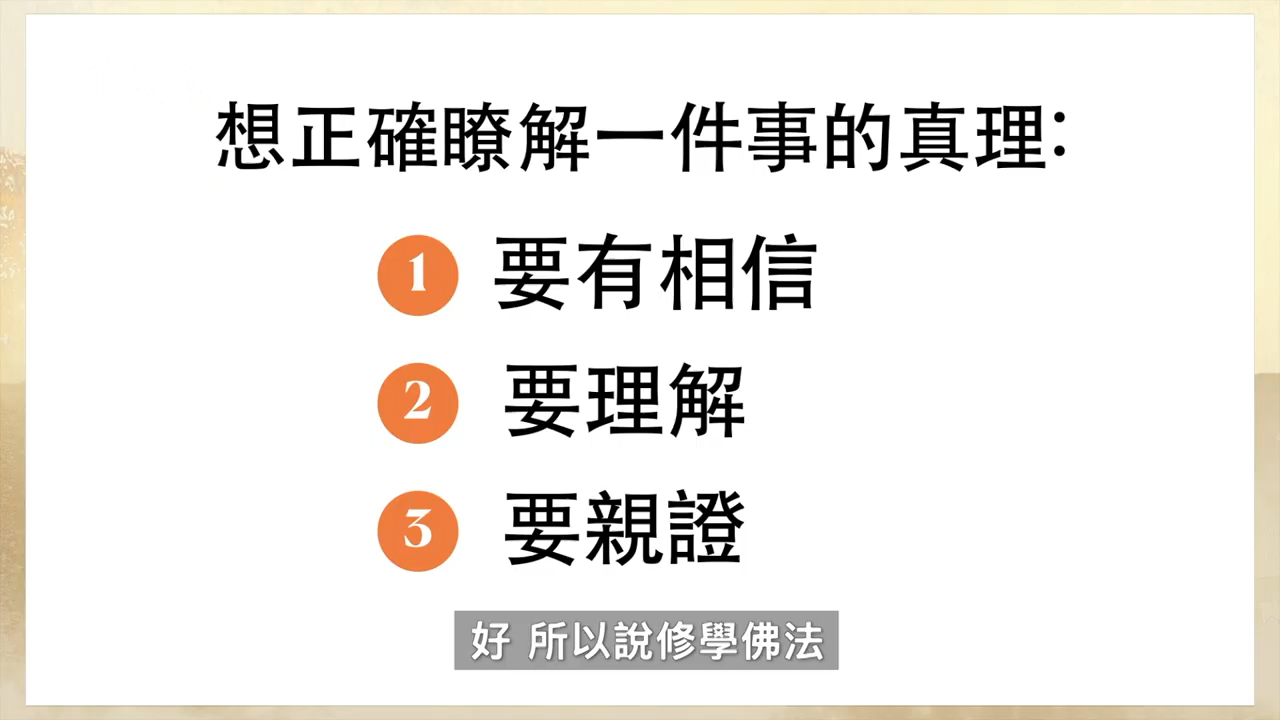 想正確瞭解一件事的真理:
1 要有相信
2 要理解
3 要親證
好 所以說修學佛法